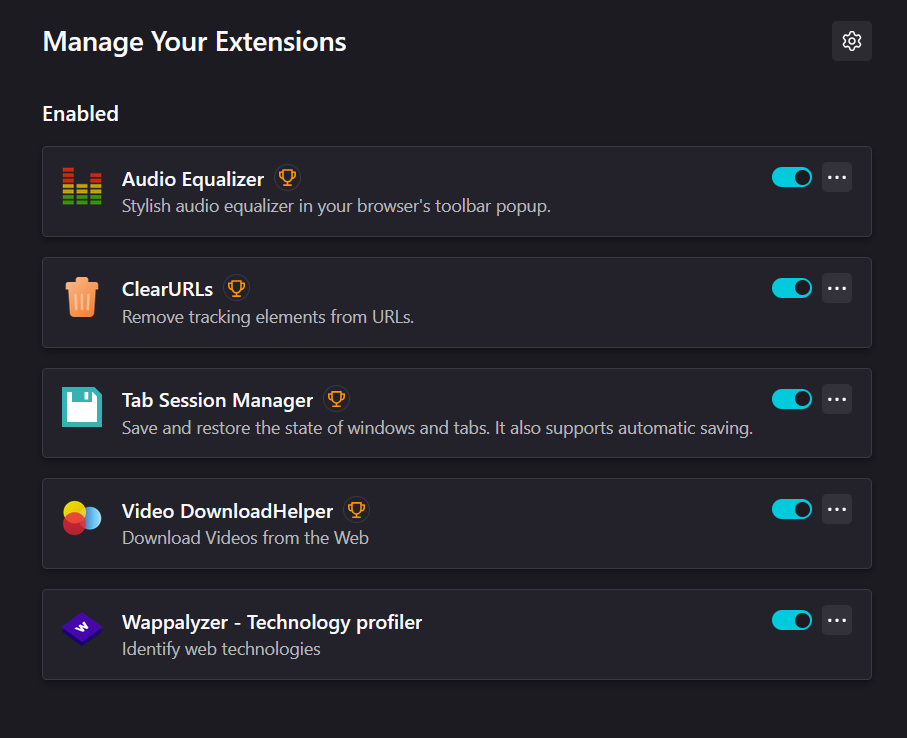 Manage Your Extensions
Enabled
Audio Equalizer
Stylish audio equalizer in your browser's toolbar popup.
ClearURLs
Remove tracking elements from URLs.
Tab Session Manager
Save and restore the state of windows and tabs. It also supports automatic saving.
Video DownloadHelper
Download Videos from the Web
W
Wappalyzer - Technology profiler
Identify web technologies